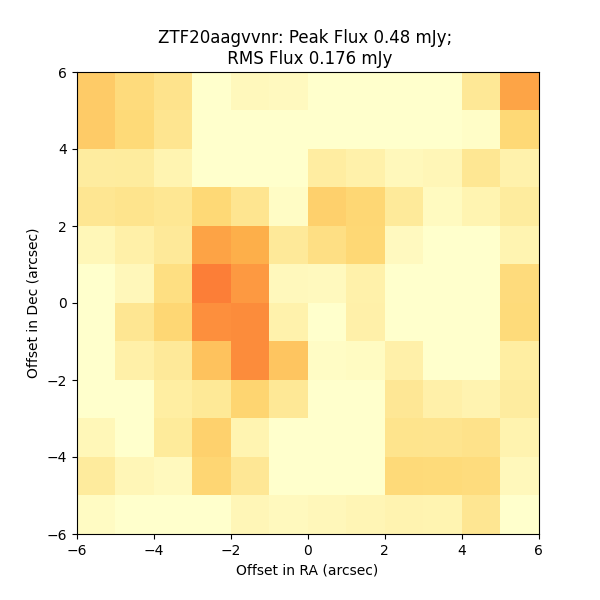 ZTF20aagvvnr: Peak Flux 0.48 mJy;
RMS Flux 0.176 mJy
6
4
2
0
−2
−4
−6
Offset in Dec (arcsec)
−6 −4 −2 0 2 4 6
Offset in RA (arcsec)